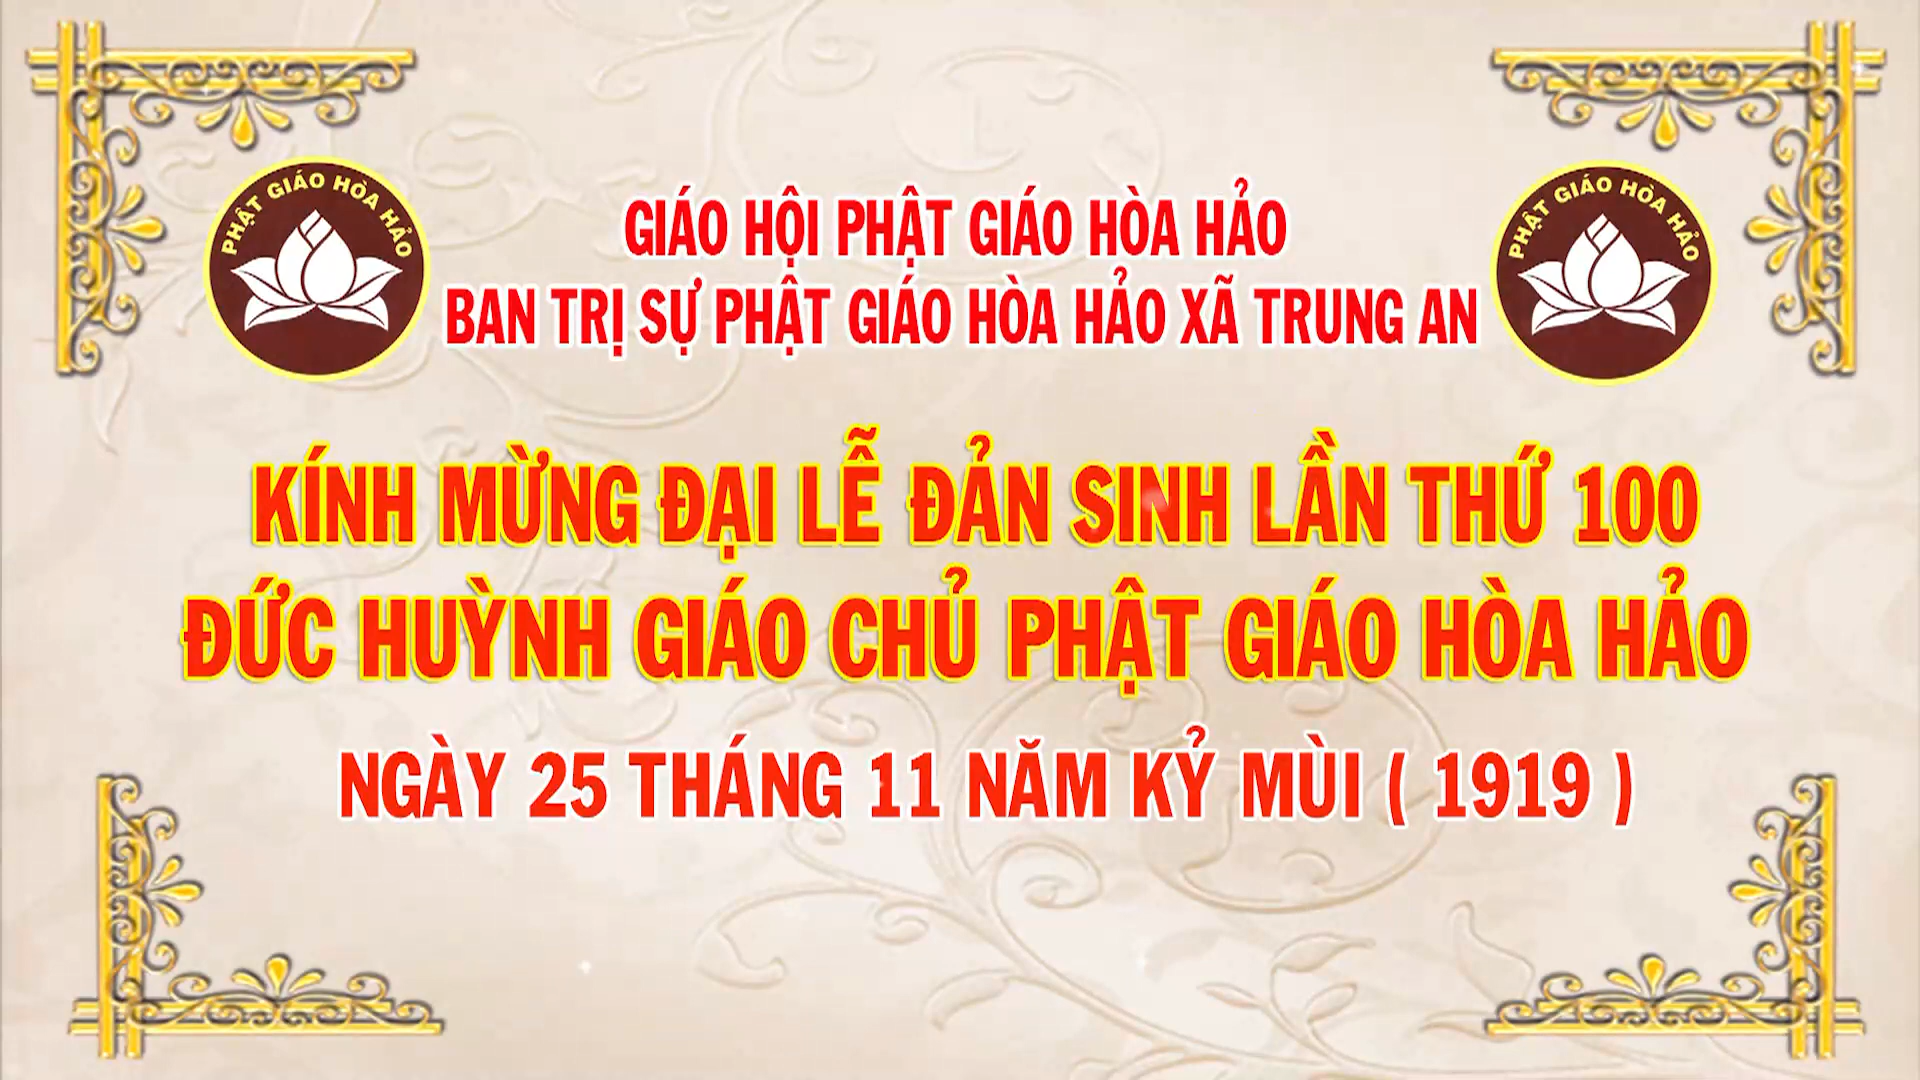 PHẬT GIÁO HÒA HẢO
PHẬT GIÁO HÒA HẢO
GIÁO HỘI PHẬT GIÁO HÒA HẢO
BAN TRỊ SỰ PHẬT GIÁO HÒA HẢO XÃ TRUNG AN
KÍNH MỪNG ĐẠI LỄ ĐẢN SINH LẦN THỨ 100
ĐỨC HUỲNH GIÁO CHỦ PHẬT GIÁO HÒA HẢO
NGÀY 25 THÁNG 11 NĂM KỶ MÙI ( 1919 )